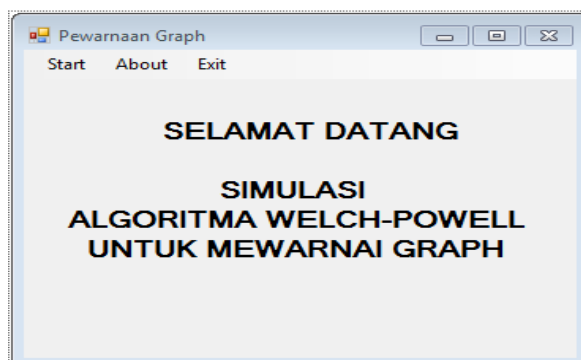 Pewarnaan Graph
Start About Exit
SELAMAT DATANG
SIMULASI
ALGORITMA WELCH-POWELL
UNTUK MEWARNAI GRAPH